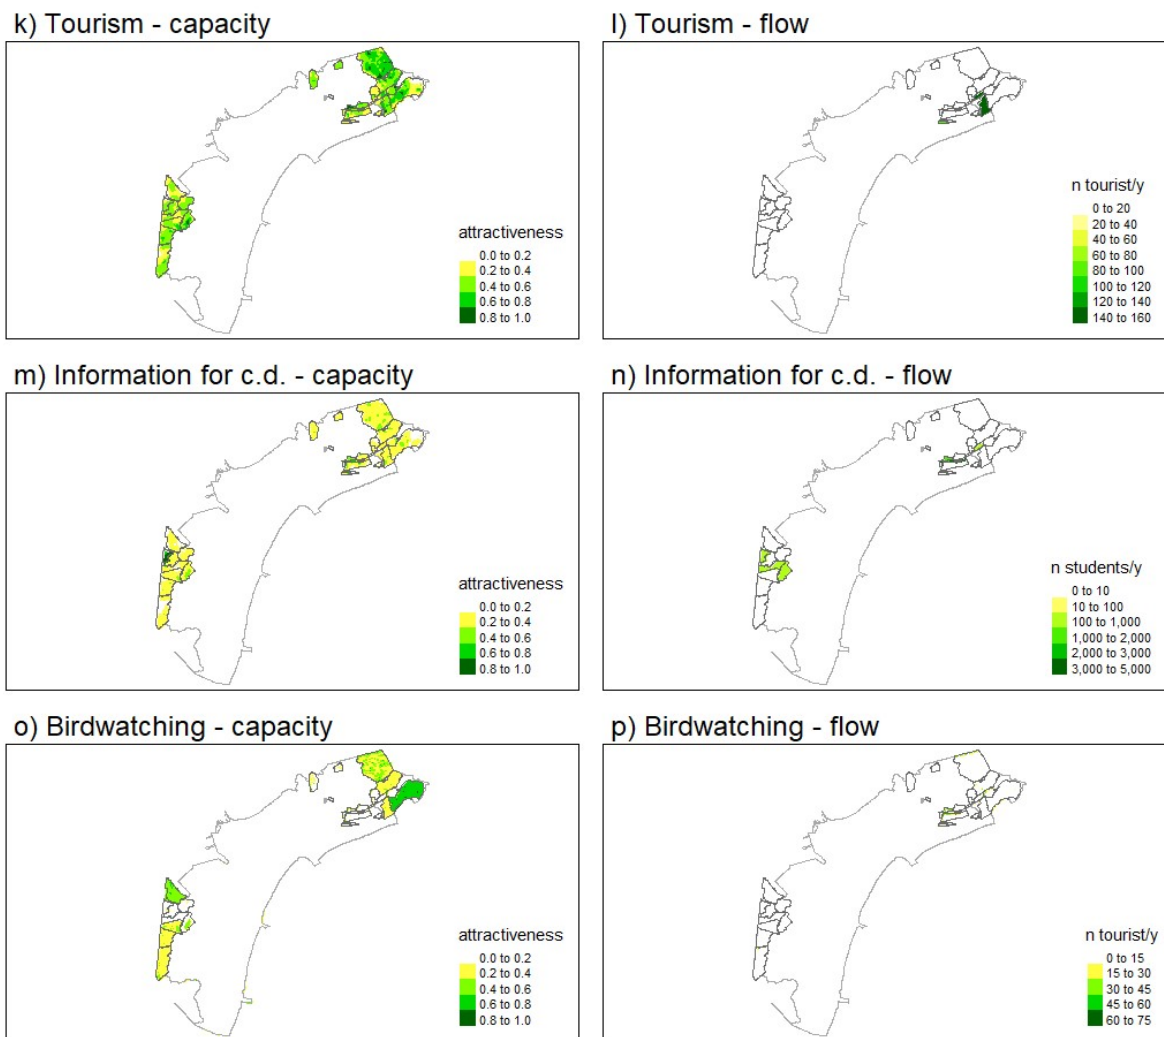 k) Tourism - capacity
attractiveness
0.0 to 0.2
0.2 to 0.4
0.4 to 0.6
0.6 to 0.8
0.8 to 1.0
l) Tourism - flow
n tourist/y
0 to 20
20 to 40
40 to 60
60 to 80
80 to 100
100 to 120
120 to 140
140 to 160
m) Information for c.d. - capacity
attractiveness
0.0 to 0.2
0.2 to 0.4
0.4 to 0.6
0.6 to 0.8
0.8 to 1.0
n) Information for c.d. - flow
n students/y
0 to 10
10 to 100
100 to 1,000
1,000 to 2,000
2,000 to 3,000
3,000 to 5,000
o) Birdwatching - capacity
attractiveness
0.0 to 0.2
0.2 to 0.4
0.4 to 0.6
0.6 to 0.8
0.8 to 1.0
p) Birdwatching - flow
n tourist/y
0 to 15
15 to 30
30 to 45
45 to 60
60 to 75